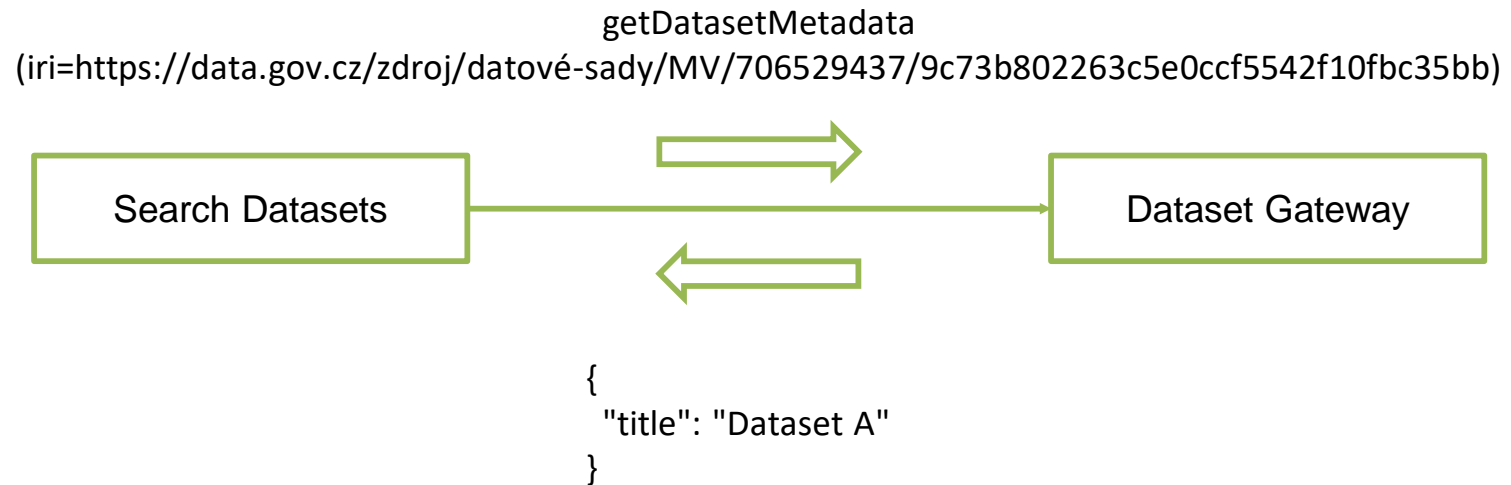 getDatasetMetadata
(iri=https://data.gov.cz/zdroj/datové-sady/MV/706529437/9c73b802263c5e0ccf5542f10fbc35bb)
Search Datasets
Dataset Gateway
{
"title": "Dataset A"
}